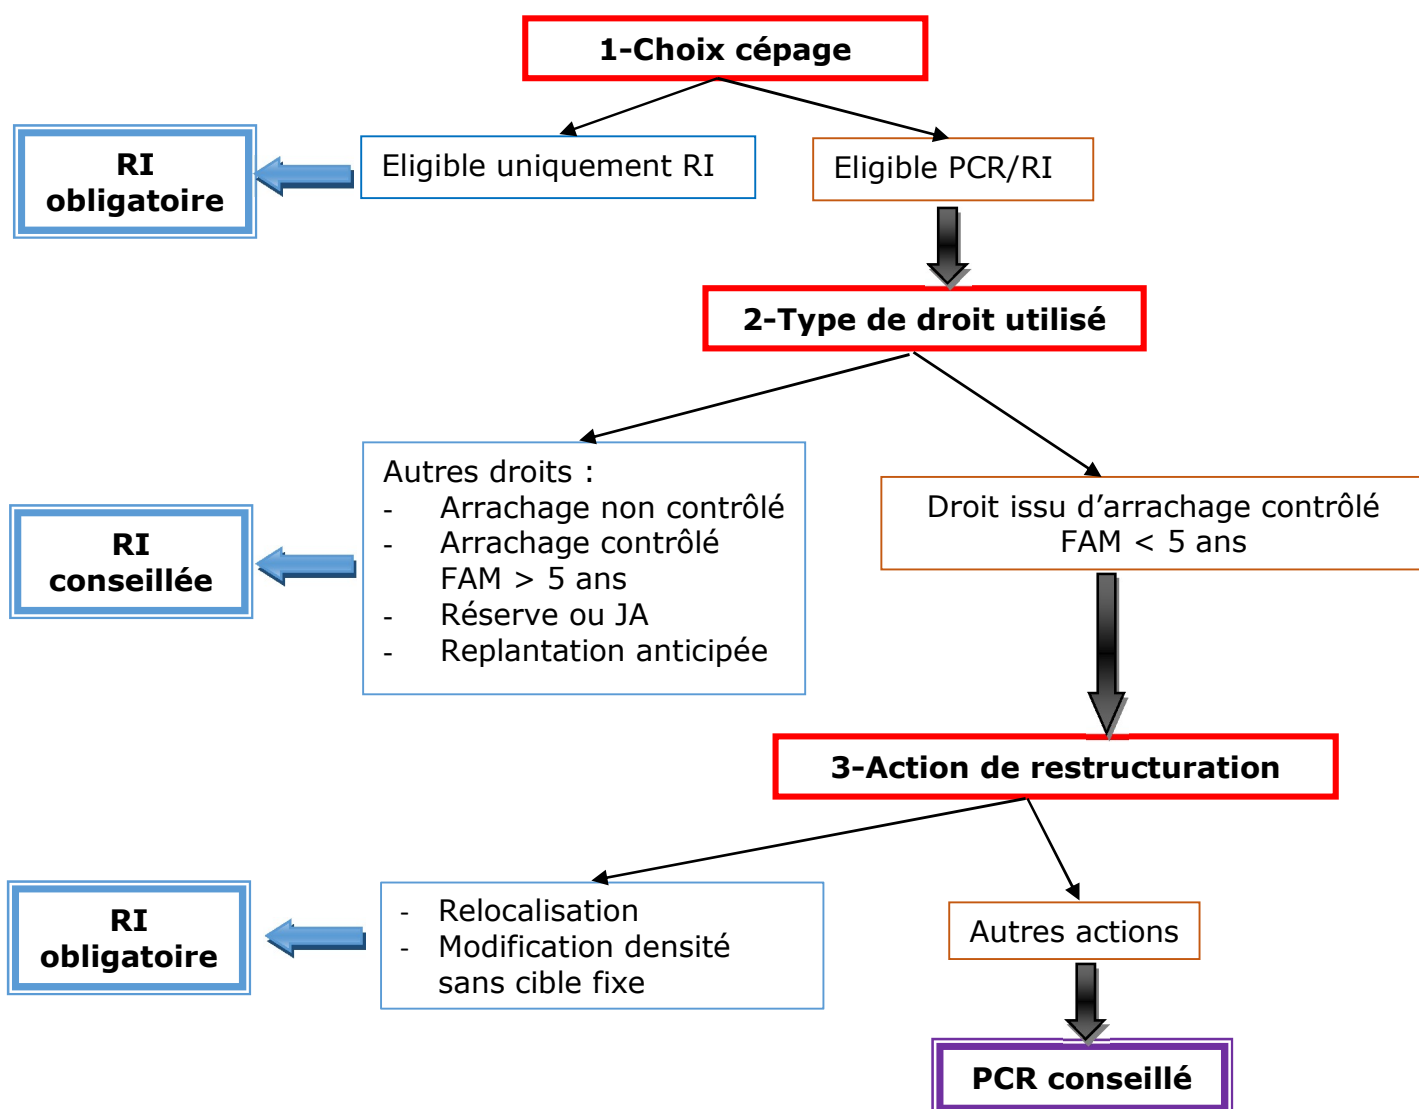 1-Choix cépage
RI
obligatoire
Eligible uniquement RI
Eligible PCR/RI
2-Type de droit utilisé
RI
conseillée
Autres droits :
- Arrachage non contrôlé
- Arrachage contrôlé
FAM > 5 ans
- Réserve ou JA
- Replantation anticipée
Droit issu d’arrachage contrôlé
FAM < 5 ans
3-Action de restructuration
RI
obligatoire
- Relocalisation
- Modification densité
sans cible fixe
Autres actions
PCR conseillé